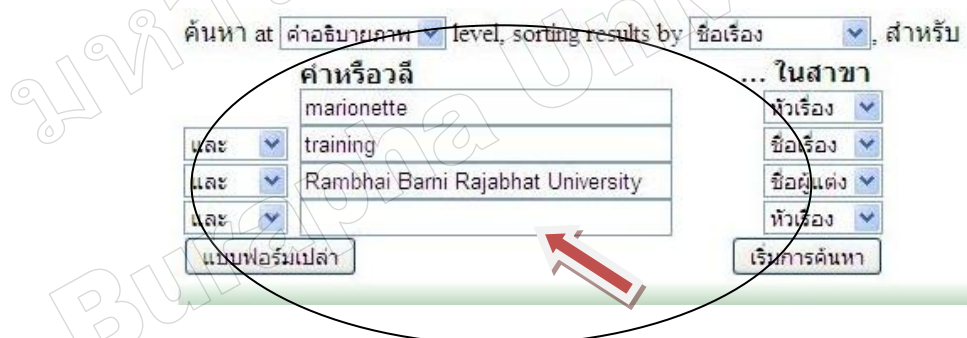 ค้นหา at คำอธิบายภาพ level, sorting results by ชื่อเรื่อง , สำหรับ
คำหรือวลี ... ในสาขา
marionette หัวเรื่อง
และ training ชื่อเรื่อง
และ Rambhai Barni Rajabhat University ชื่อผู้แต่ง
และ หัวเรื่อง
แบบฟอร์มเปล่า เริ่มการค้นหา
Burapha Univ